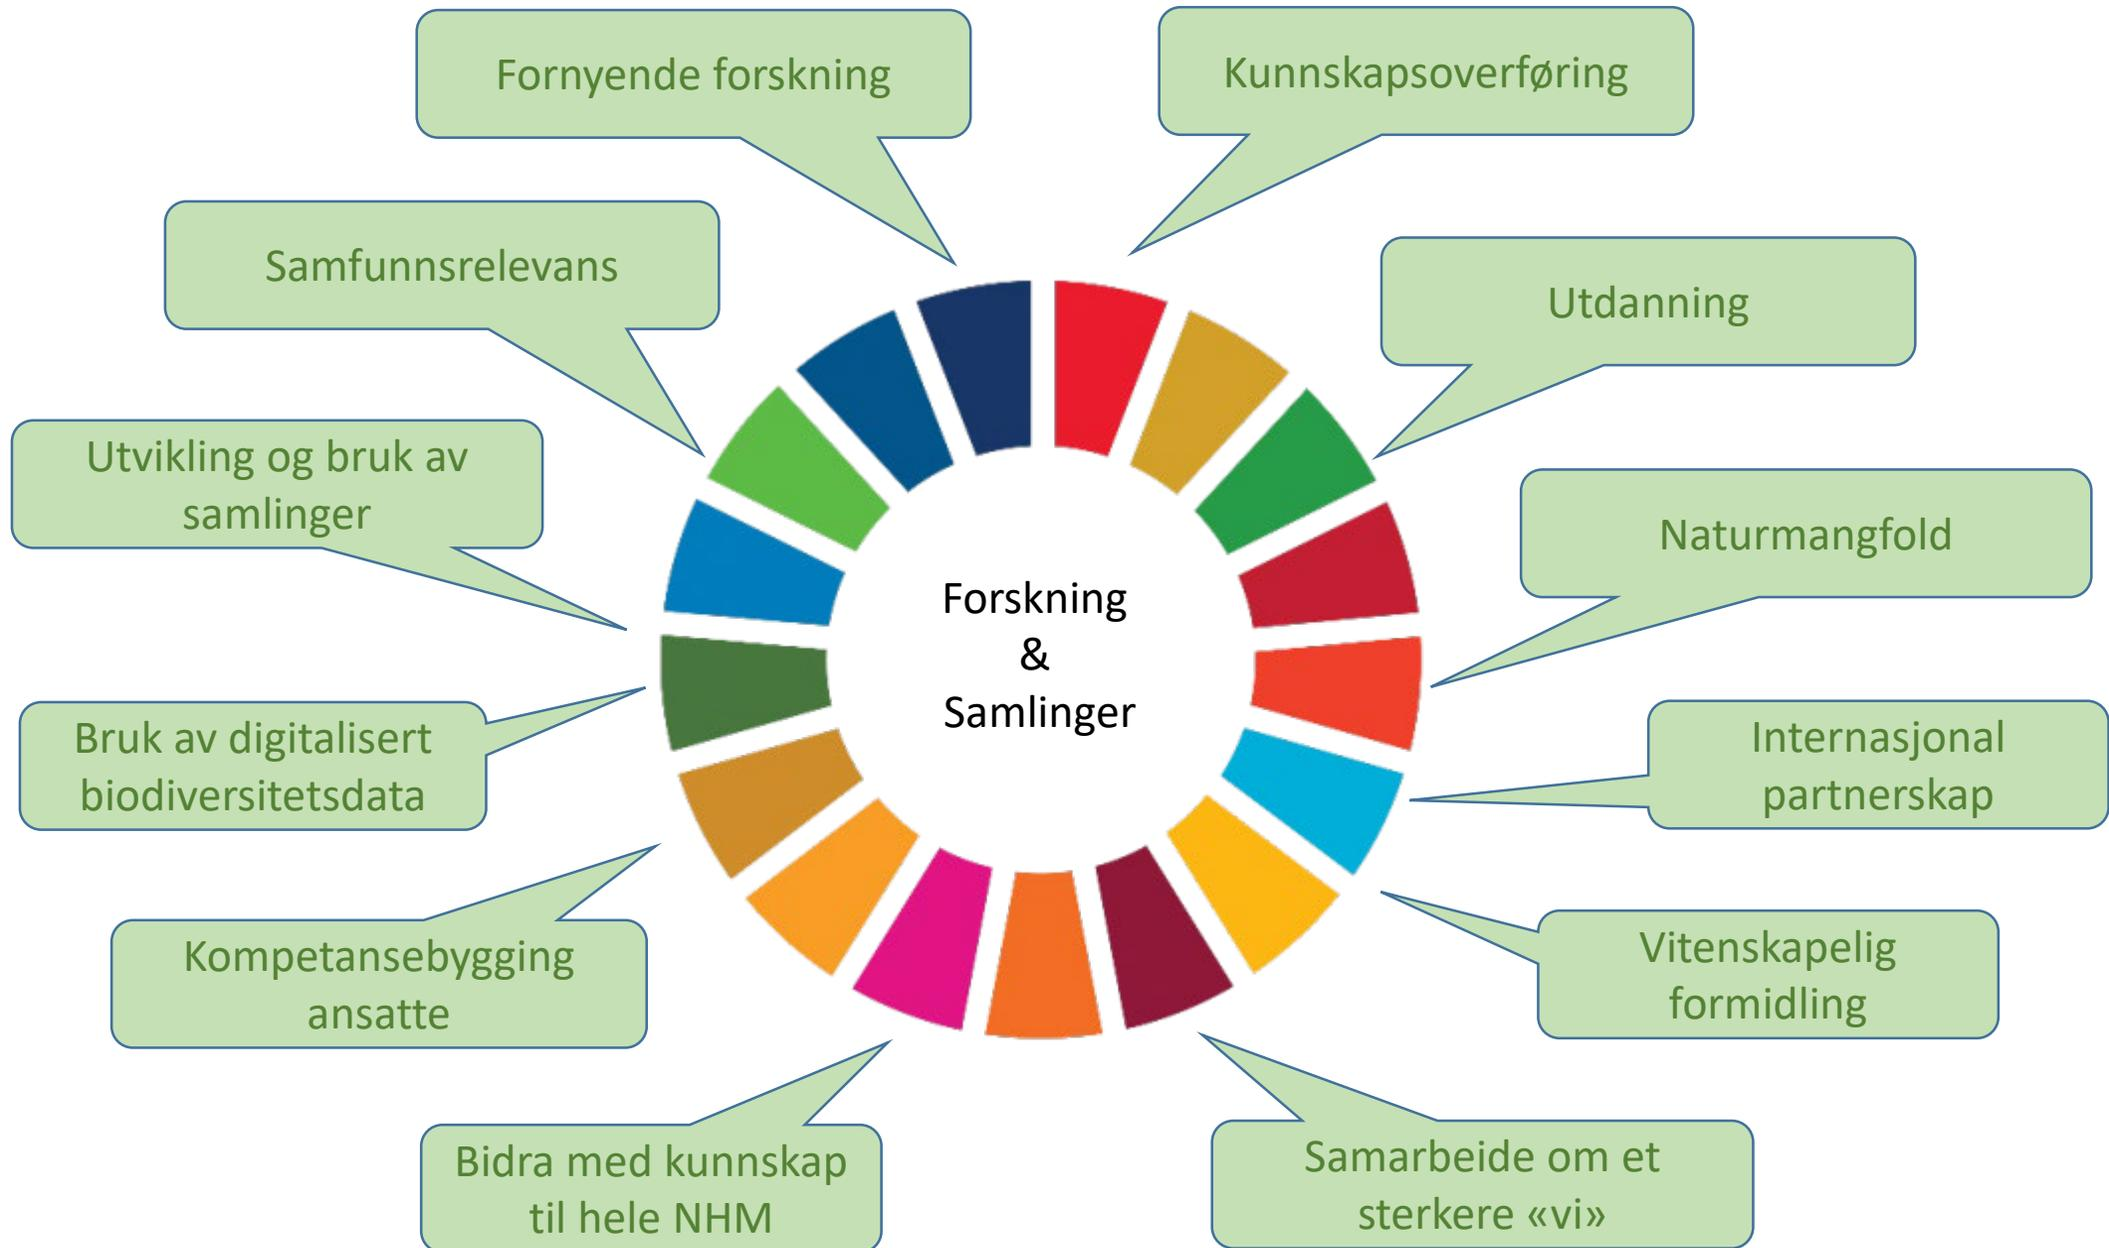 Fornyende forskning
Kunnskapsoverføring
Samfunnsrelevans
Utdanning
Utvikling og bruk av
samlinger
Naturmangfold
Forskning
&
Samlinger
Bruk av digitalisert
biodiversitetsdata
Internasjonal
partnerskap
Kompetansebygging
ansatte
Vitenskapelig
formidling
Bidra med kunnskap
til hele NHM
Samarbeide om et
sterkere «vi»